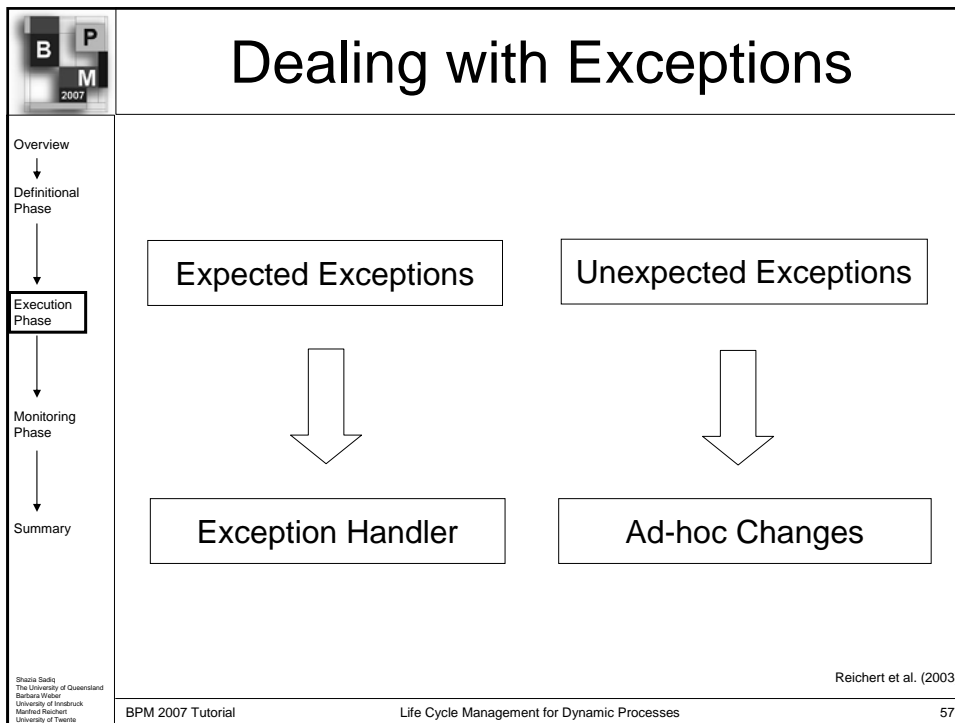 B P
M
2007
Dealing with Exceptions
Overview
Definitional
Phase
Execution
Phase
Monitoring
Phase
Summary
Expected Exceptions
Unexpected Exceptions
Exception Handler
Ad-hoc Changes
Reichert et al. (2003
Shazia Sadiq
The University of Queensland
Barbara Weber
University of Innsbruck
Manfred Reichert
University of Twente
BPM 2007 Tutorial
Life Cycle Management for Dynamic Processes
57